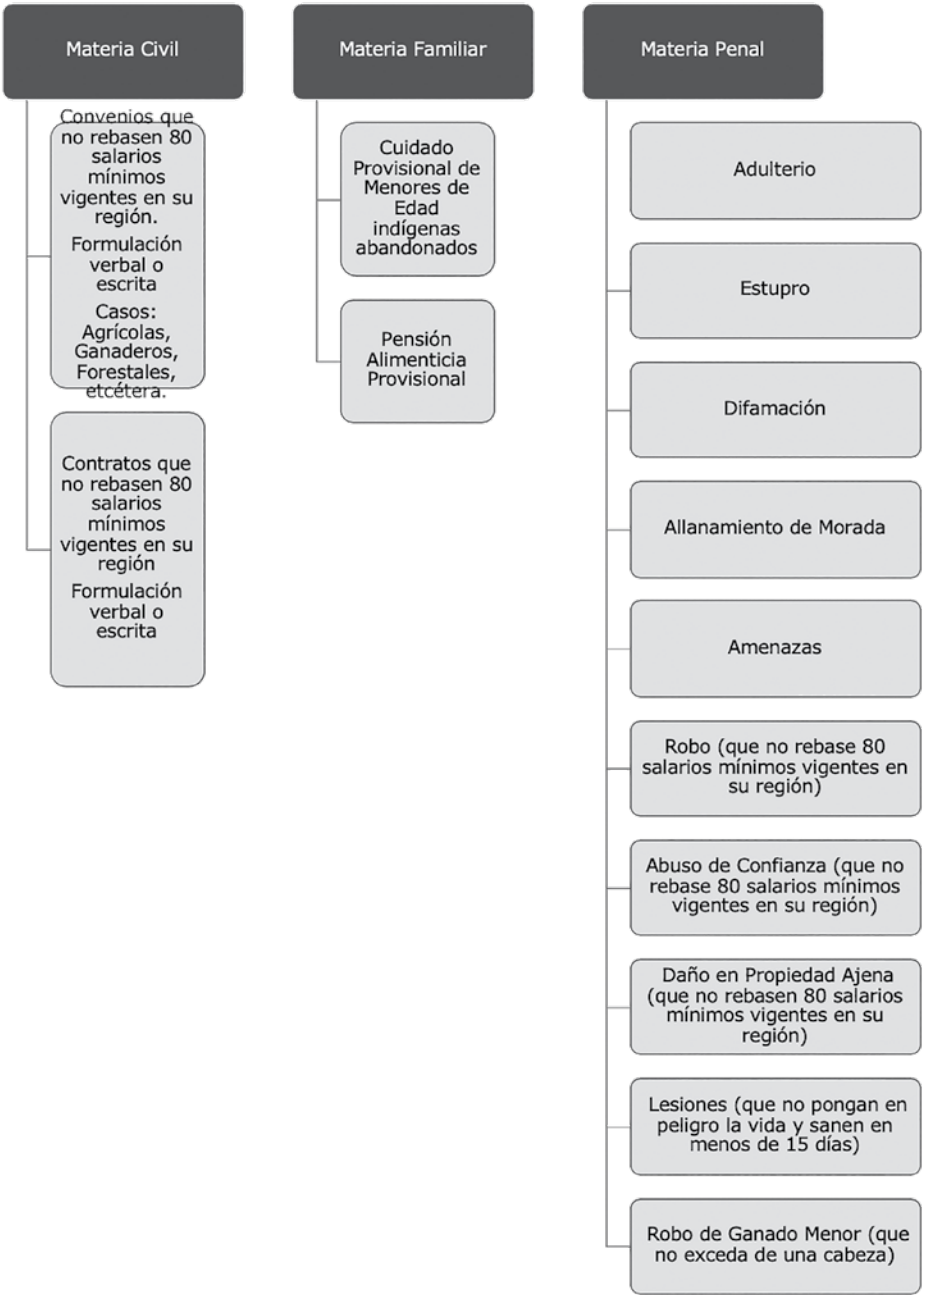 Materia Civil
Convenios que
no rebasen 80
salarios
mínimos
vigentes en su
región.
Formulación
verbal o
escrita
Casos:
Agrícolas,
Ganaderos,
Forestales,
etcétera.
Contratos que
no rebasen 80
salarios
mínimos
vigentes en su
región
Formulación
verbal o
escrita
Materia Familiar
Cuidado
Provisional de
Menores de
Edad
indígenas
abandonados
Pensión
Alimenticia
Provisional
Materia Penal
Adulterio
Estupro
Difamación
Allanamiento de Morada
Amenazas
Robo (que no rebase 80
salarios mínimos vigentes en
su región)
Abuso de Confianza (que no
rebase 80 salarios mínimos
vigentes en su región)
Daño en Propiedad Ajena
(que no rebasen 80 salarios
mínimos vigentes en su
región)
Lesiones (que no pongan en
peligro la vida y sanen en
menos de 15 días)
Robo de Ganado Menor (que
no exceda de una cabeza)